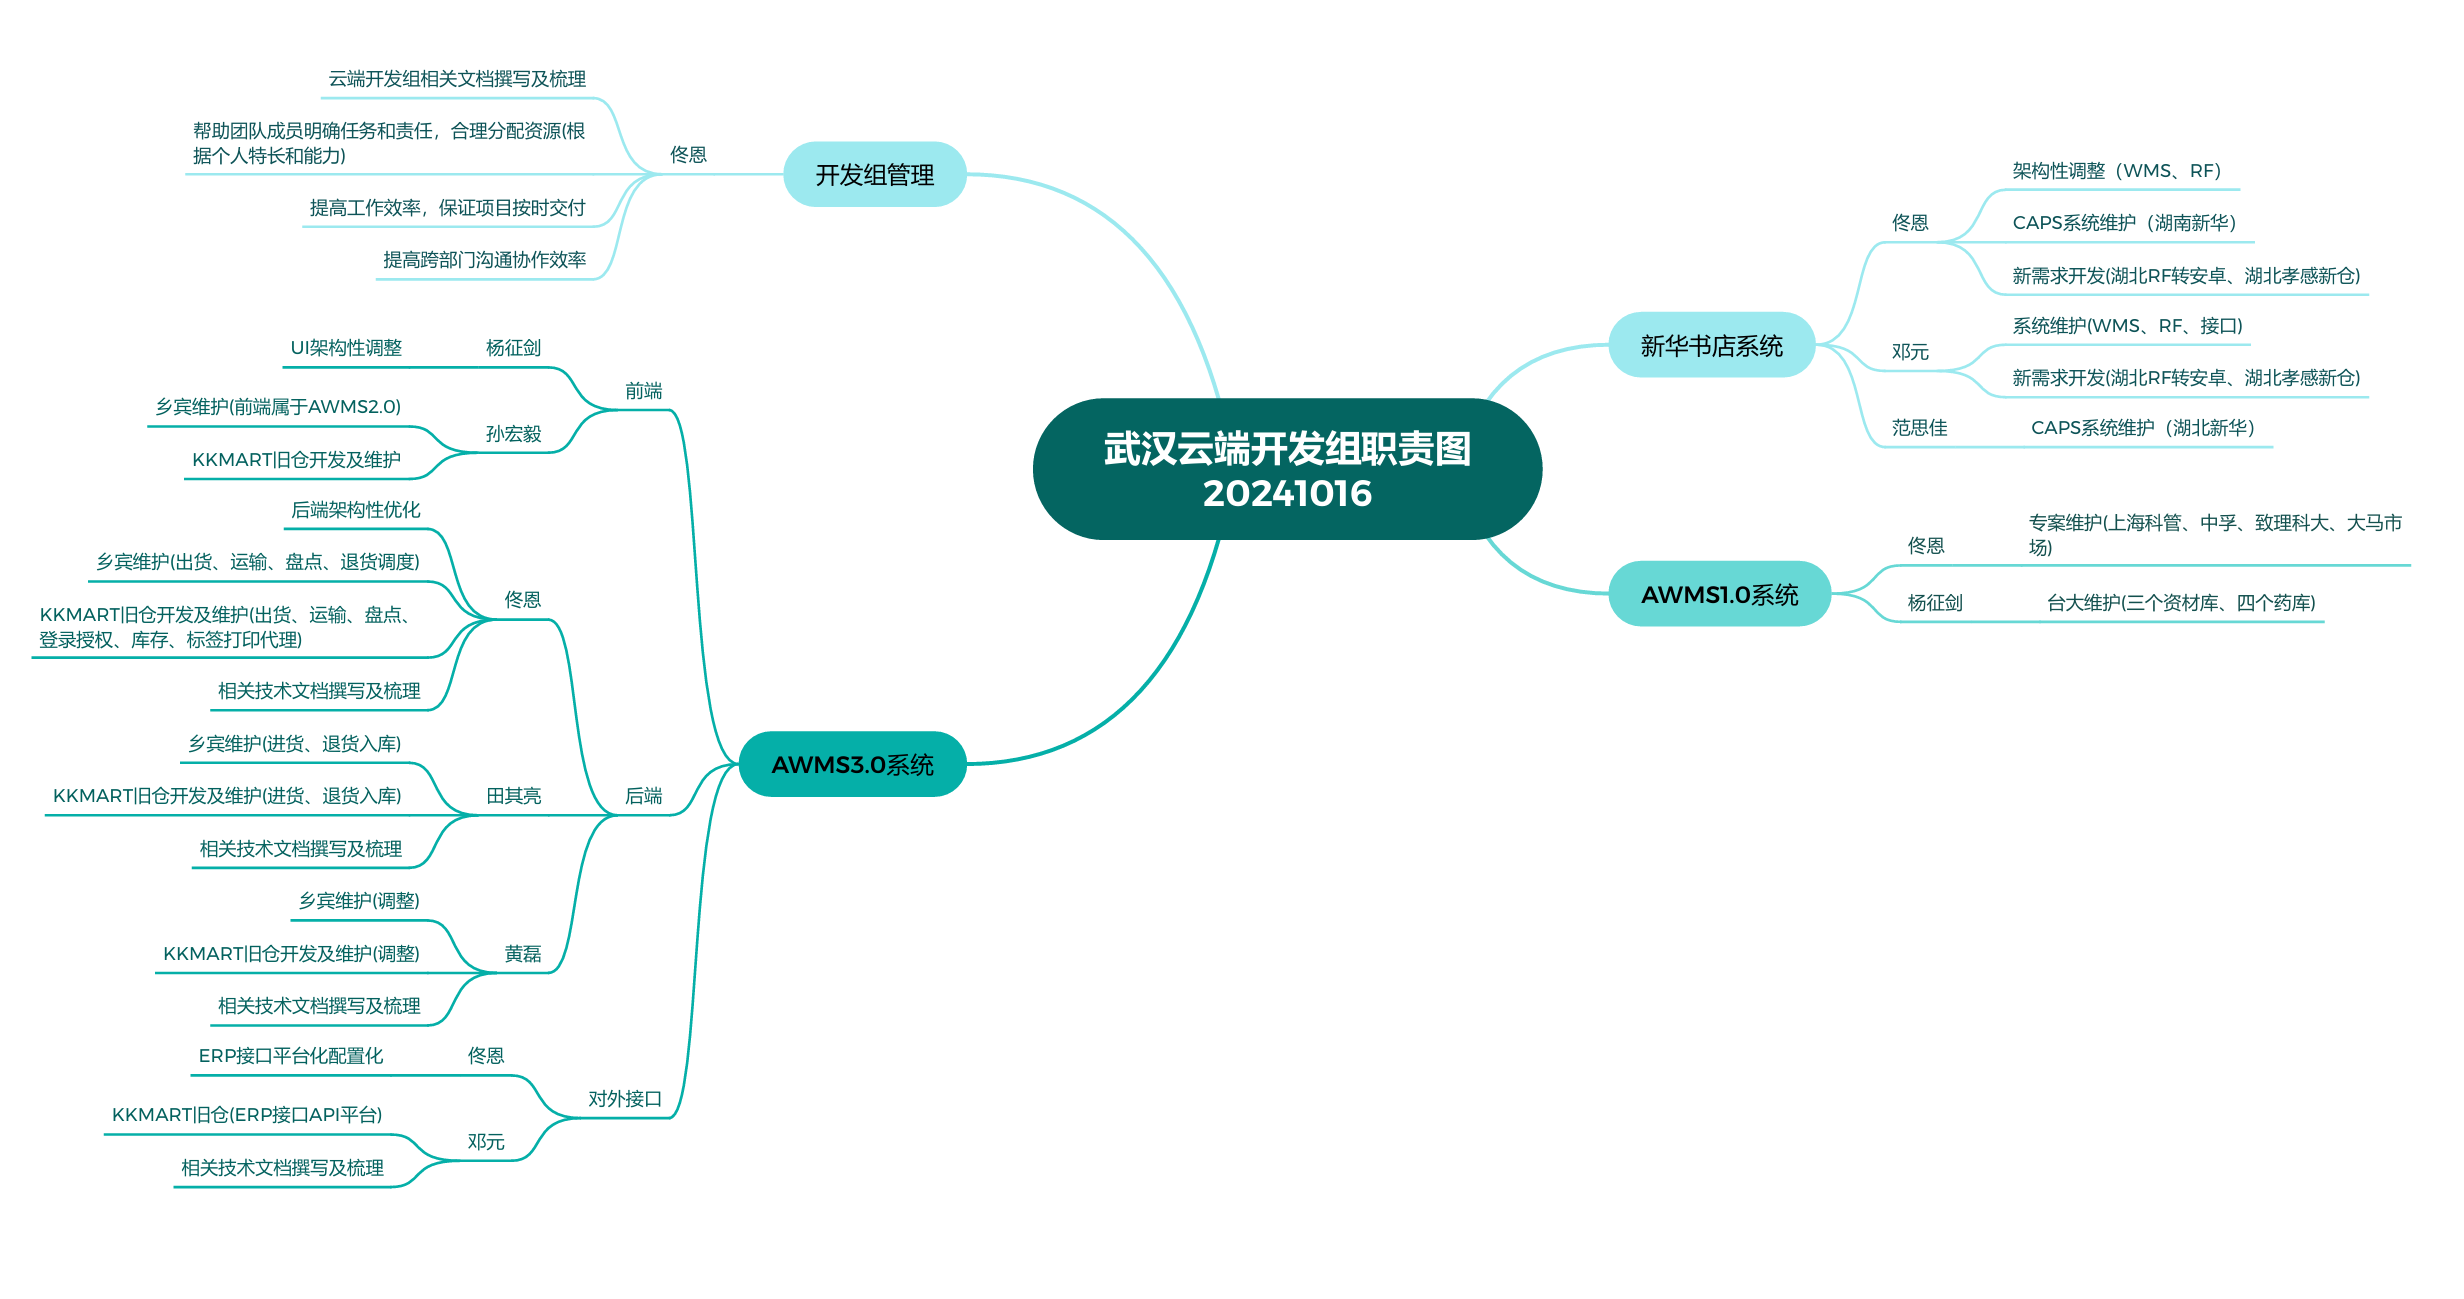 武汉云端开发组职责图
20241016
开发组管理
佟恩
云端开发组相关文档撰写及梳理
帮助团队成员明确任务和责任，合理分配资源(根
据个人特长和能力)
提高工作效率，保证项目按时交付
提高跨部门沟通协作效率
AWMS3.0系统
前端
杨征剑
UI架构性调整
孙宏毅
乡宾维护(前端属于AWMS2.0)
KKMART旧仓开发及维护
后端
佟恩
后端架构性优化
乡宾维护(出货、运输、盘点、退货调度)
KKMART旧仓开发及维护(出货、运输、盘点、
登录授权、库存、标签打印代理)
相关技术文档撰写及梳理
田其亮
乡宾维护(进货、退货入库)
KKMART旧仓开发及维护(进货、退货入库)
相关技术文档撰写及梳理
黄磊
乡宾维护(调整)
KKMART旧仓开发及维护(调整)
相关技术文档撰写及梳理
对外接口
佟恩
ERP接口平台化配置化
邓元
KKMART旧仓(ERP接口API平台)
相关技术文档撰写及梳理
新华书店系统
佟恩
架构性调整（WMS、RF）
CAPS系统维护（湖南新华）
新需求开发(湖北RF转安卓、湖北孝感新仓)
邓元
系统维护(WMS、RF、接口)
新需求开发(湖北RF转安卓、湖北孝感新仓)
范思佳
CAPS系统维护（湖北新华）
AWMS1.0系统
佟恩
专案维护(上海科管、中孚、致理科大、大马市
场)
杨征剑
台大维护(三个资材库、四个药库)